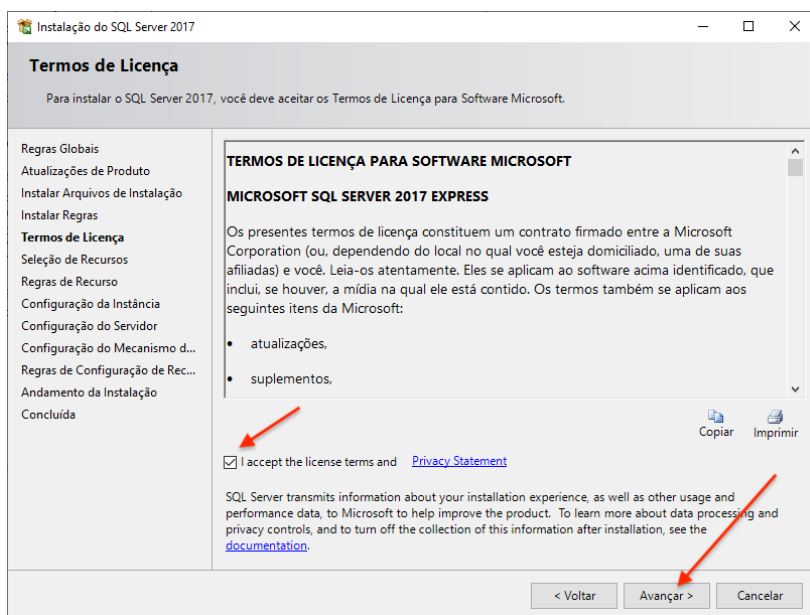 Instalação do SQL Server 2017
Termos de Licença
Para instalar o SQL Server 2017, você deve aceitar os Termos de Licença para Software Microsoft.
Regras Globais
Atualizações de Produto
Instalar Arquivos de Instalação
Instalar Regras
Termos de Licença
Seleção de Recursos
Regras de Recurso
Configuração da Instância
Configuração do Servidor
Configuração do Mecanismo d...
Regras de Configuração de Rec...
Andamento da Instalação
Concluída
TERMOS DE LICENÇA PARA SOFTWARE MICROSOFT
MICROSOFT SQL SERVER 2017 EXPRESS
Os presentes termos de licença constituem um contrato firmado entre a Microsoft
Corporation (ou, dependendo do local no qual você esteja domiciliado, uma de suas
afiliadas) e você. Leia-os atentamente. Eles se aplicam ao software acima identificado, que
inclui, se houver, a mídia na qual ele está contido. Os termos também se aplicam aos
seguintes itens da Microsoft:
• atualizações,
• suplementos,
Copiar Imprimir
I accept the license terms and Privacy Statement
SQL Server transmits information about your installation experience, as well as other usage and
performance data, to Microsoft to help improve the product. To learn more about data processing and
privacy controls, and to turn off the collection of this information after installation, see the
documentation.
< Voltar Avançar > Cancelar